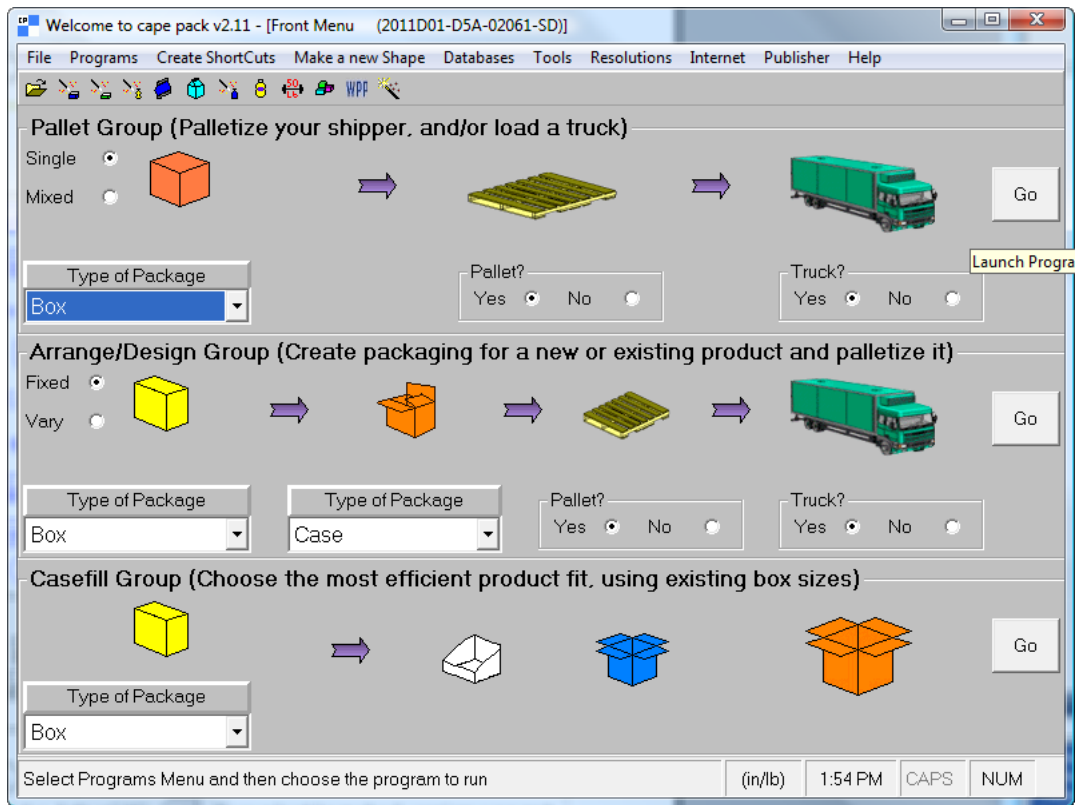 Welcome to cape pack v2.11 - [Front Menu (2011D01-D5A-02061-SD)]
File Programs Create ShortCuts Make a new Shape Databases Tools Resolutions Internet Publisher Help
50
LB
WPP
Pallet Group (Palletize your shipper, and/or load a truck)
Single
Mixed
Go
Launch Progra
Type of Package
Box
Pallet?
Yes No
Truck?
Yes No
Arrange/Design Group (Create packaging for a new or existing product and palletize it)
Fixed
Vary
Go
Type of Package
Box
Type of Package
Case
Pallet?
Yes No
Truck?
Yes No
Casefill Group (Choose the most efficient product fit, using existing box sizes)
Go
Type of Package
Box
Select Programs Menu and then choose the program to run (in/lb) 1:54 PM CAPS NUM